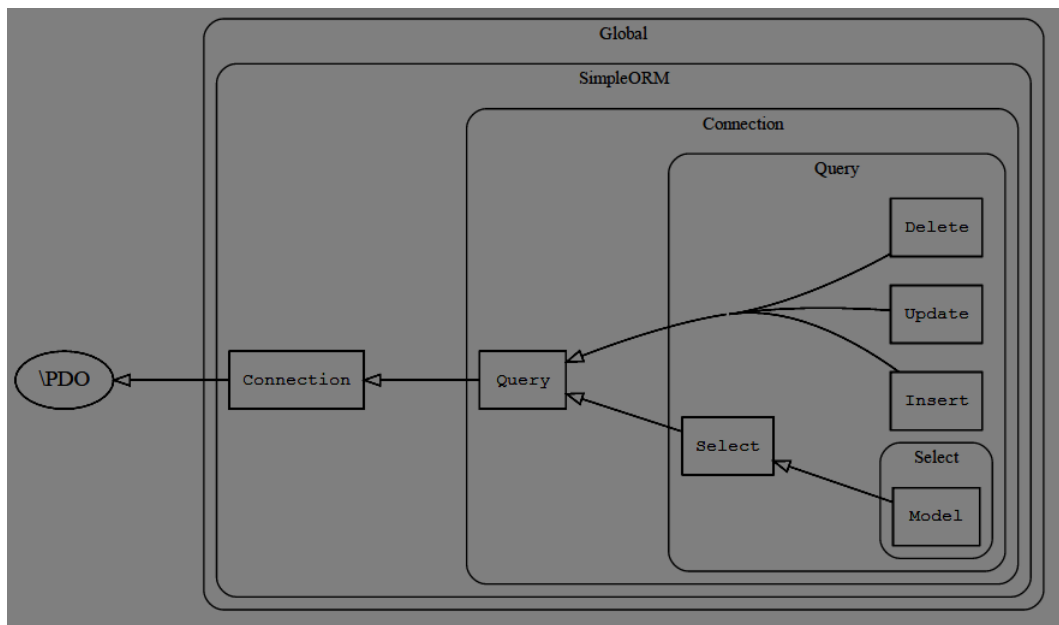 Global
SimpleORM
Connection
Query
Delete
Update
\PDO
Connection
Query
Insert
Select
Select
Model